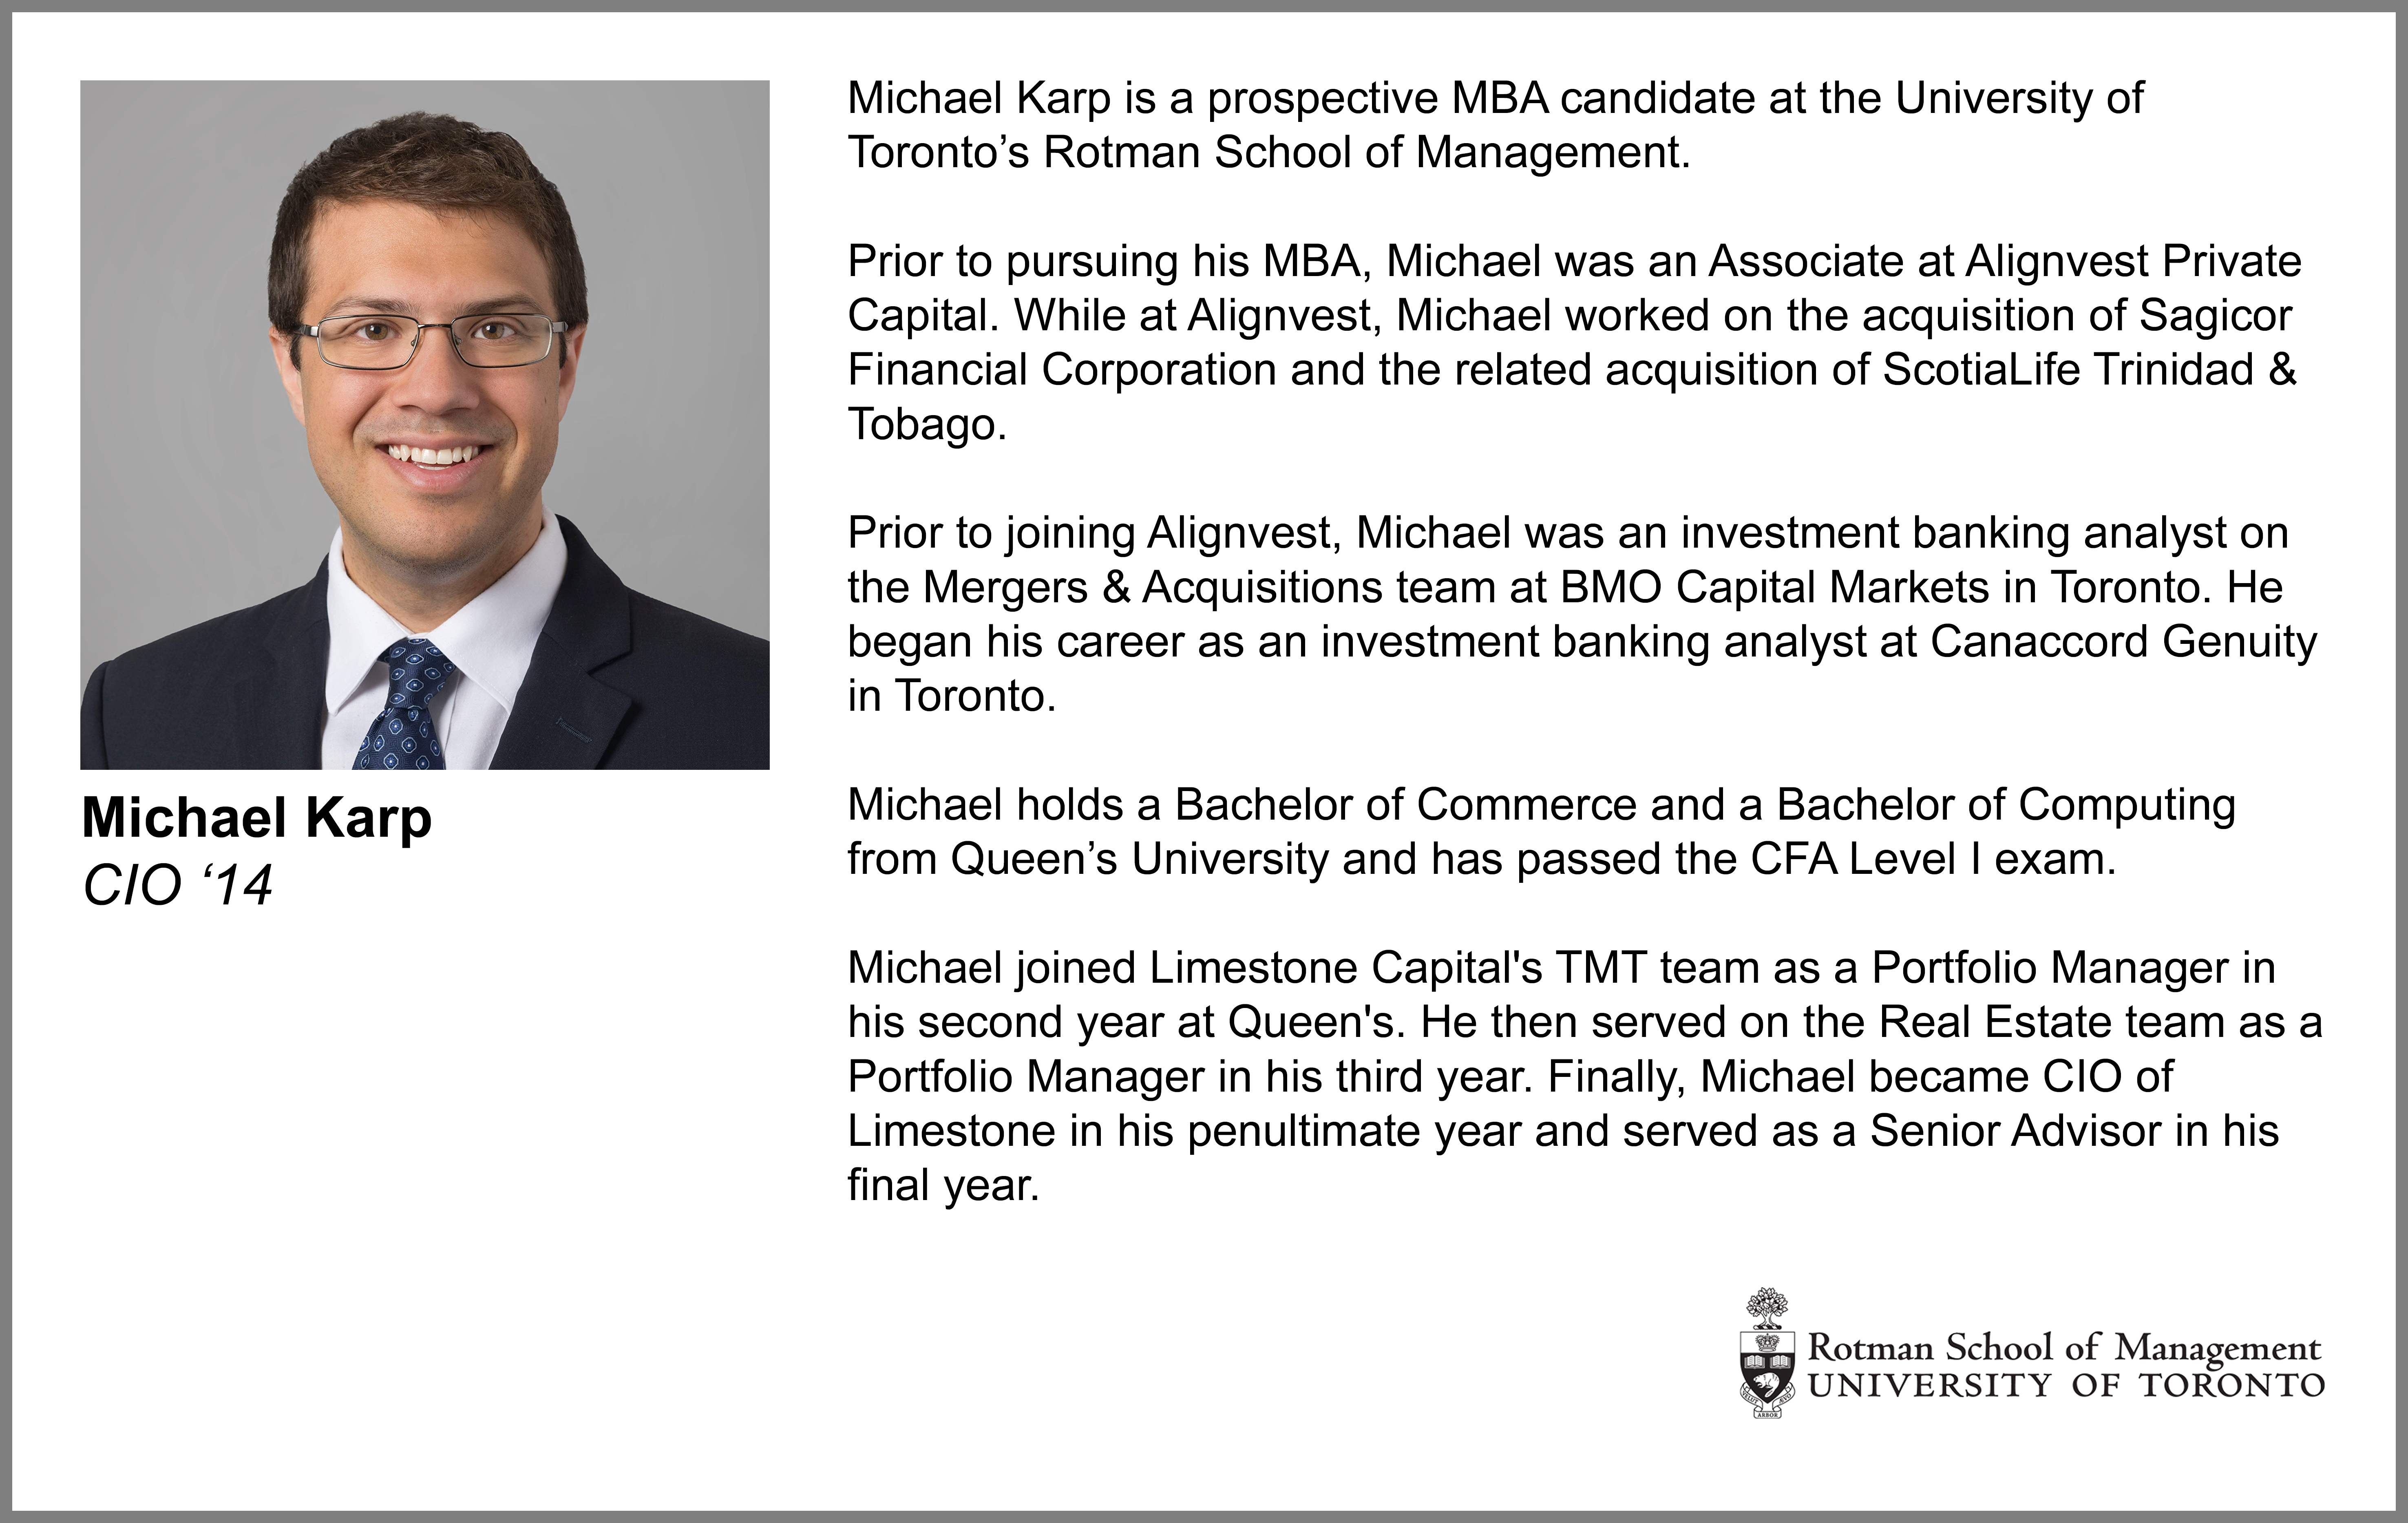 Michael Karp
CIO ‘14
Michael Karp is a prospective MBA candidate at the University of
Toronto’s Rotman School of Management.
Prior to pursuing his MBA, Michael was an Associate at Alignvest Private
Capital. While at Alignvest, Michael worked on the acquisition of Sagicor
Financial Corporation and the related acquisition of ScotiaLife Trinidad &
Tobago.
Prior to joining Alignvest, Michael was an investment banking analyst on
the Mergers & Acquisitions team at BMO Capital Markets in Toronto. He
began his career as an investment banking analyst at Canaccord Genuity
in Toronto.
Michael holds a Bachelor of Commerce and a Bachelor of Computing
from Queen’s University and has passed the CFA Level I exam.
Michael joined Limestone Capital's TMT team as a Portfolio Manager in
his second year at Queen's. He then served on the Real Estate team as a
Portfolio Manager in his third year. Finally, Michael became CIO of
Limestone in his penultimate year and served as a Senior Advisor in his
final year.
Rotman School of Management
UNIVERSITY OF TORONTO
ARBOR